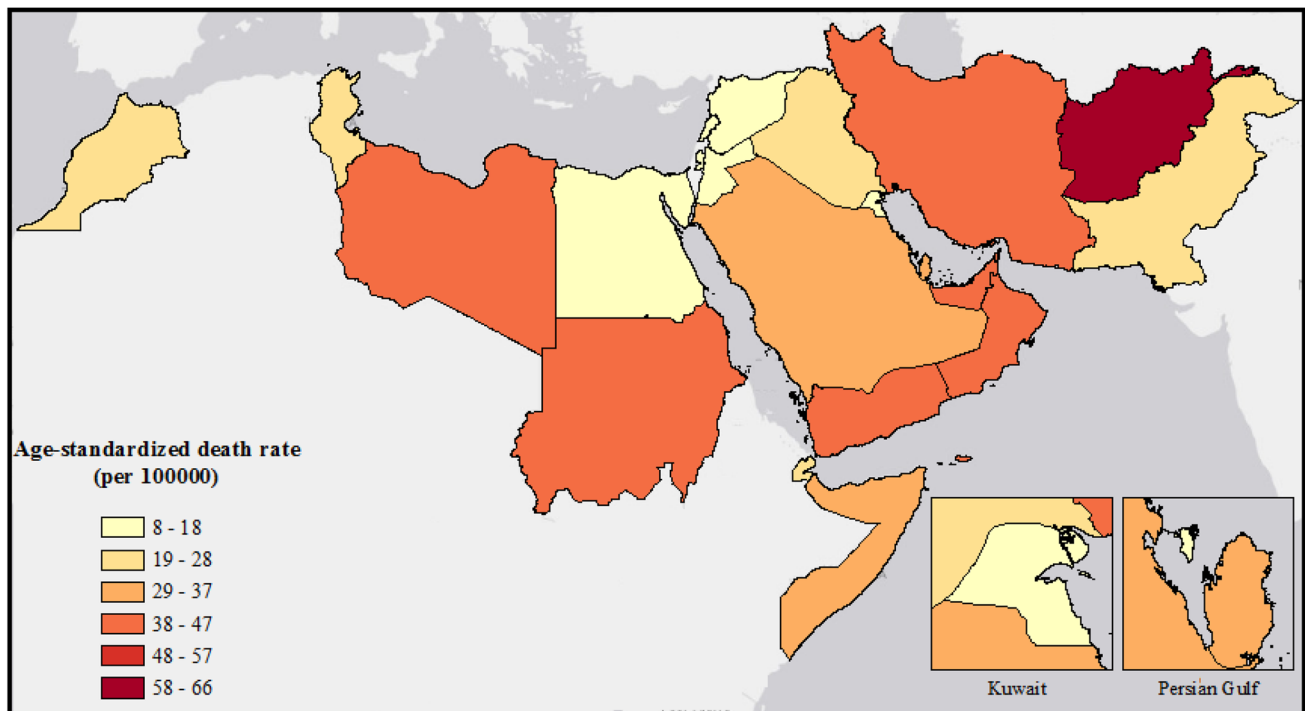 Age-standardized death rate
(per 100000)
8 - 18
19 - 28
29 - 37
38 - 47
48 - 57
58 - 66
Kuwait
Persian Gulf